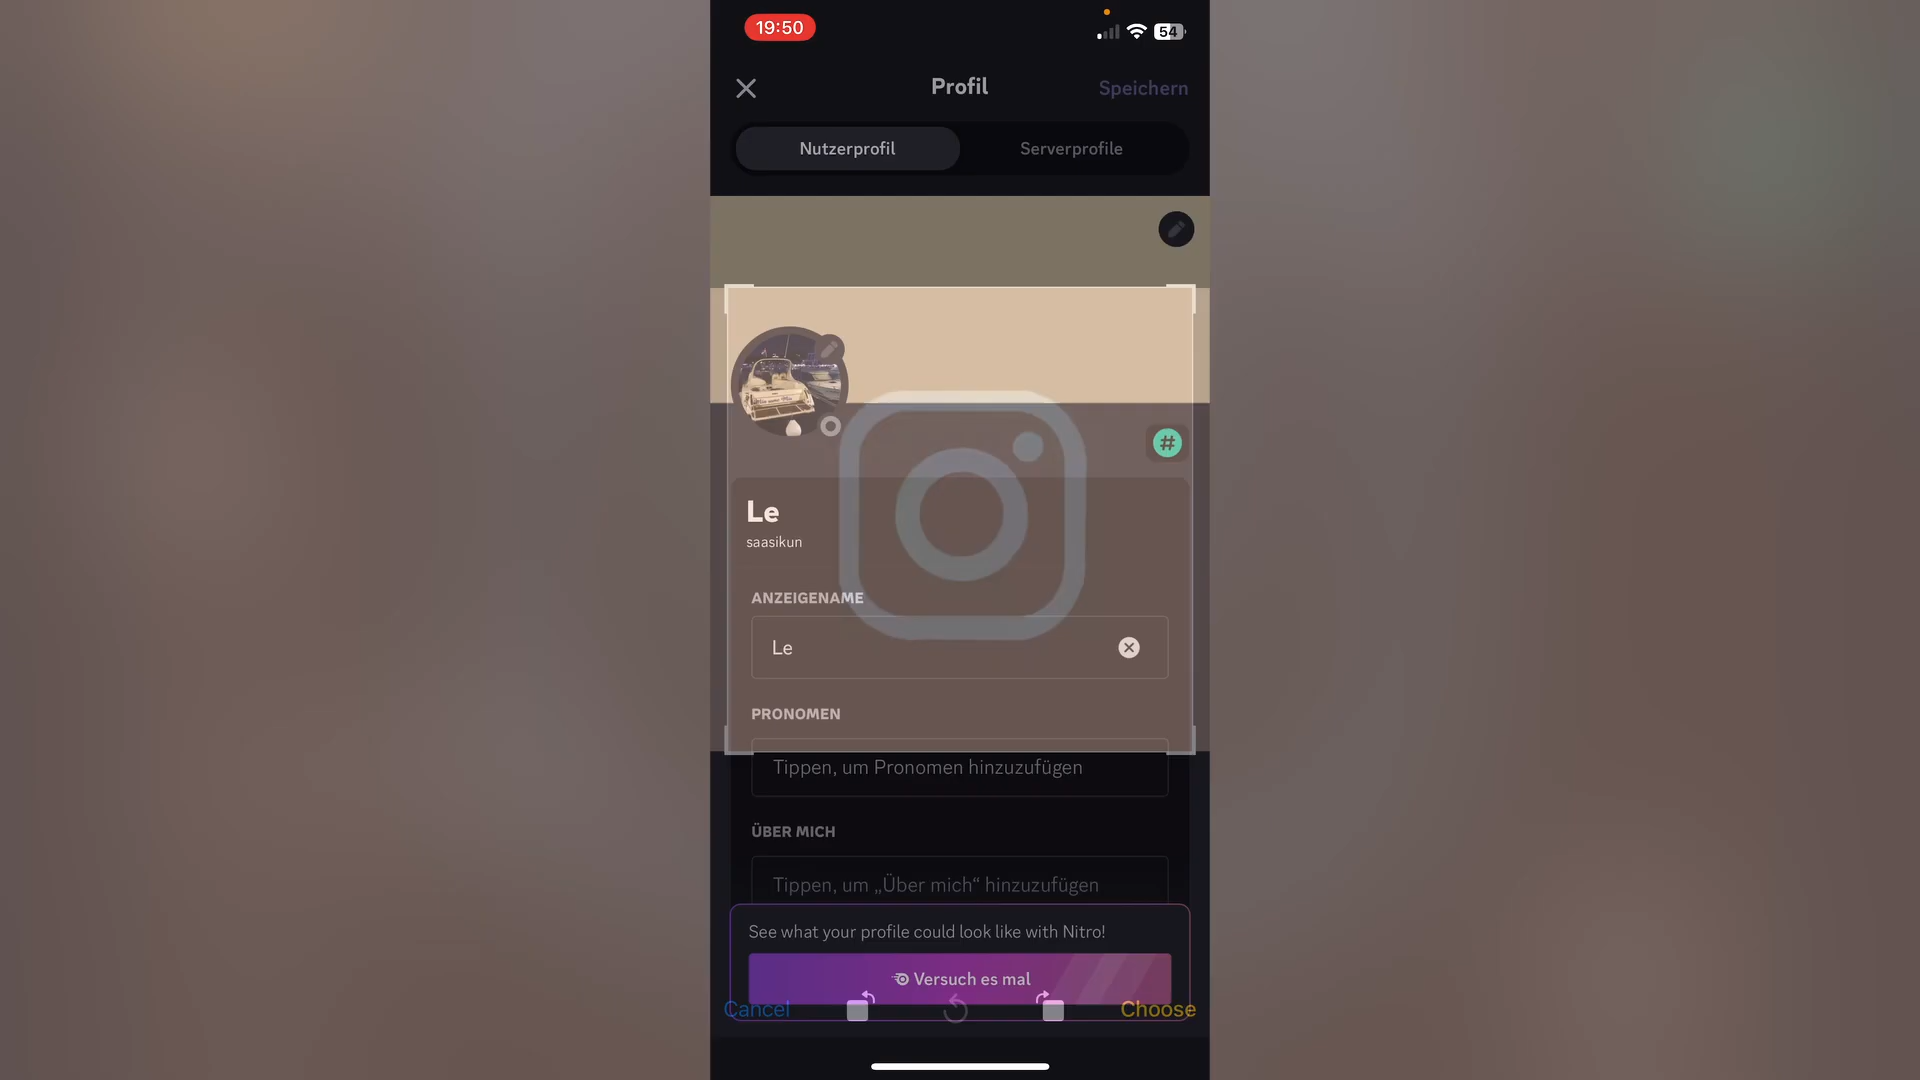 19:50
54
Profil
Speichern
Nutzerprofil
Serverprofile
Le
saasikun
ANZEIGENAME
Le
PRONOMEN
Tippen, um Pronomen hinzuzufügen
ÜBER MICH
Tippen, um „Über mich“ hinzuzufügen
See what your profile could look like with Nitro!
Versuch es mal
Cancel
Choose